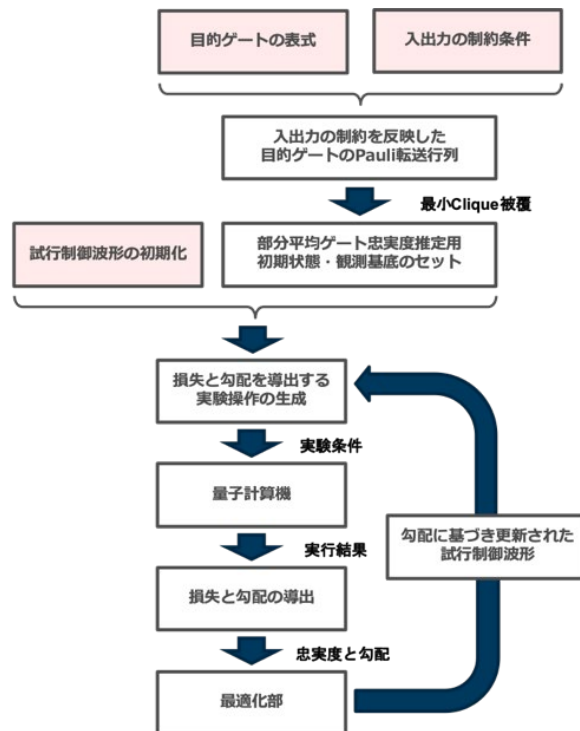 目的ゲートの表式
入出力の制約条件
入出力の制約を反映した
目的ゲートのPauli転送行列
最小Clique被覆
試行制御波形の初期化
部分平均ゲート忠実度推定用
初期状態・観測基底のセット
損失と勾配を導出する
実験操作の生成
実験条件
量子計算機
勾配に基づき更新された
試行制御波形
実行結果
損失と勾配の導出
忠実度と勾配
最適化部